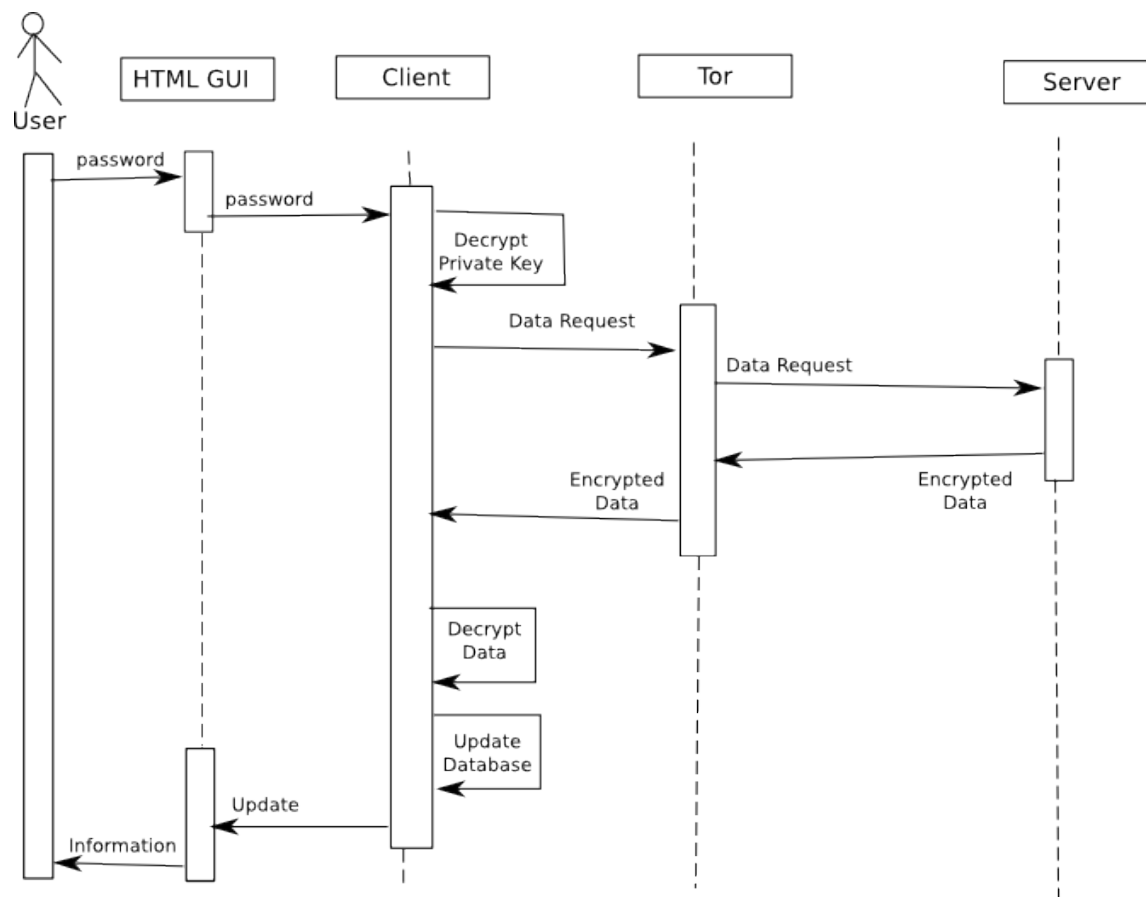 HTML GUI
Client
Tor
Server
User
password
password
Decrypt
Private Key
Data Request
Data Request
Encrypted
Data
Encrypted
Data
Decrypt
Data
Update
Database
Update
Information